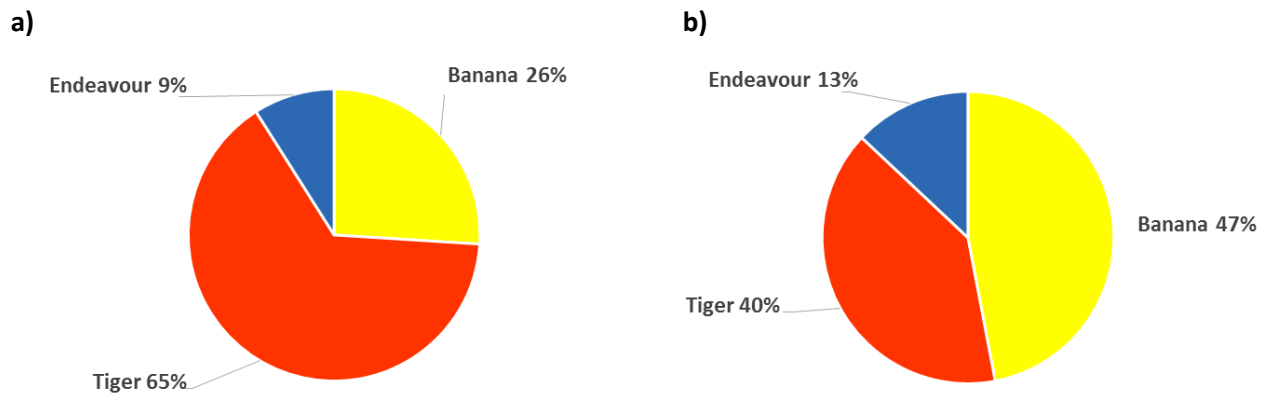 a)
Endeavour 9%
Banana 26%
Tiger 65%
b)
Endeavour 13%
Banana 47%
Tiger 40%